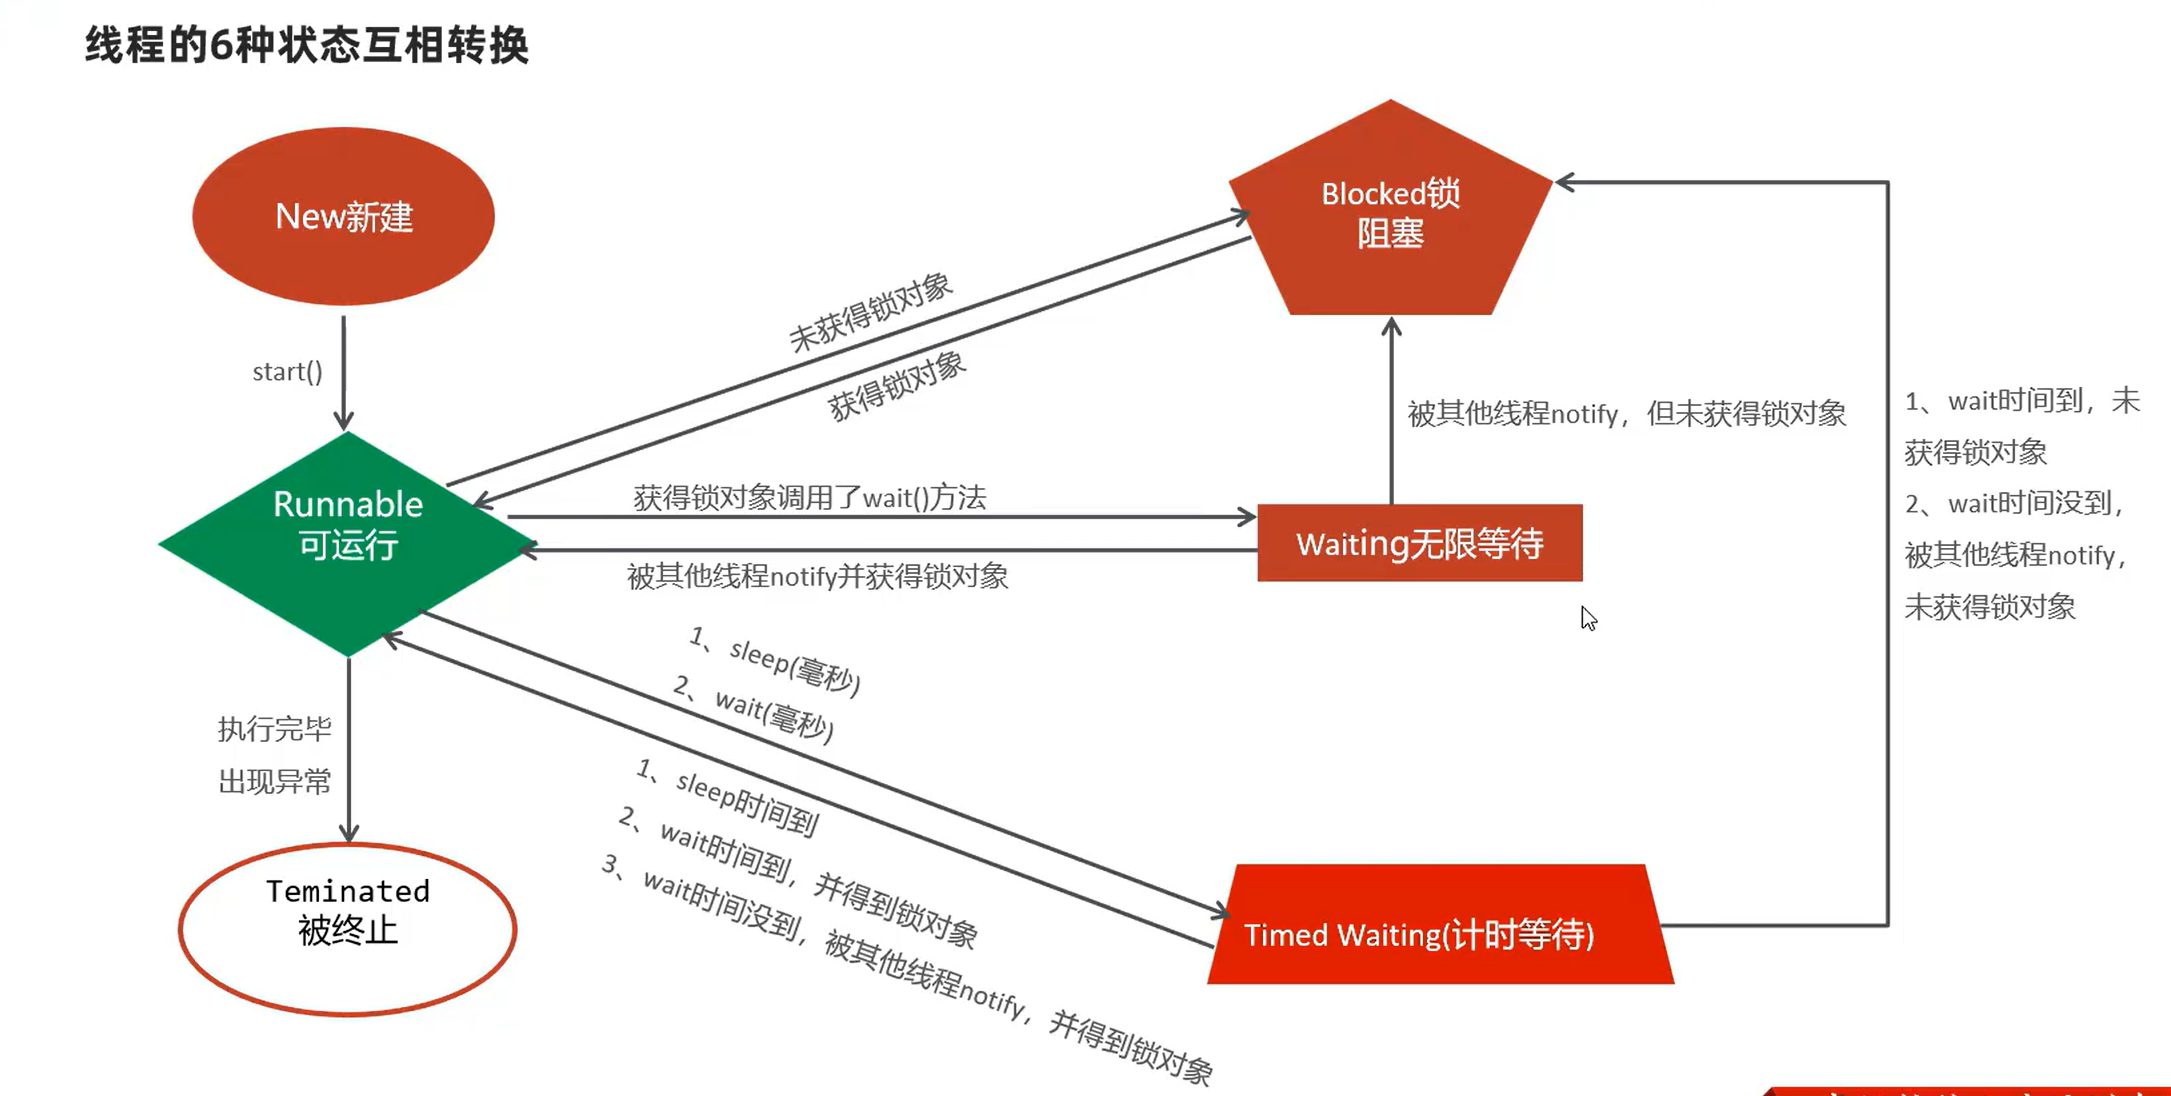 线程的6种状态互相转换
New新建
start()
Runnable
可运行
执行完毕
出现异常
Teminated
被终止
未获得锁对象
获得锁对象
获得锁对象调用了wait()方法
被其他线程notify并获得锁对象
1、sleep(毫秒)
2、wait(毫秒)
1、sleep时间到
2、wait时间到，并得到锁对象
3、wait时间没到，被其他线程notify，并得到锁对象
Blocked锁
阻塞
被其他线程notify，但未获得锁对象
Waiting无限等待
Timed Waiting(计时等待)
1、wait时间到，未
获得锁对象
2、wait时间没到，
被其他线程notify，
未获得锁对象